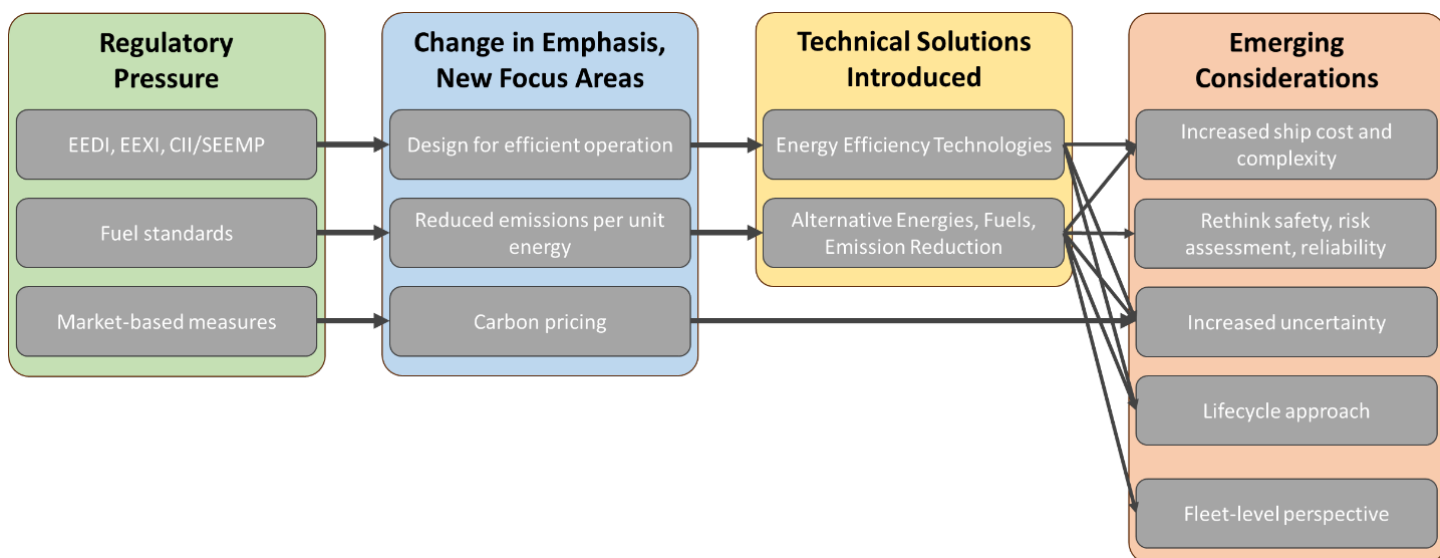 Regulatory
Pressure
EEDI, EEXI, CII/SEEMP
Fuel standards
Market-based measures
Change in Emphasis,
New Focus Areas
Design for efficient operation
Reduced emissions per unit
energy
Carbon pricing
Technical Solutions
Introduced
Energy Efficiency Technologies
Alternative Energies, Fuels,
Emission Reduction
Emerging
Considerations
Increased ship cost and
complexity
Rethink safety, risk
assessment, reliability
Increased uncertainty
Lifecycle approach
Fleet-level perspective